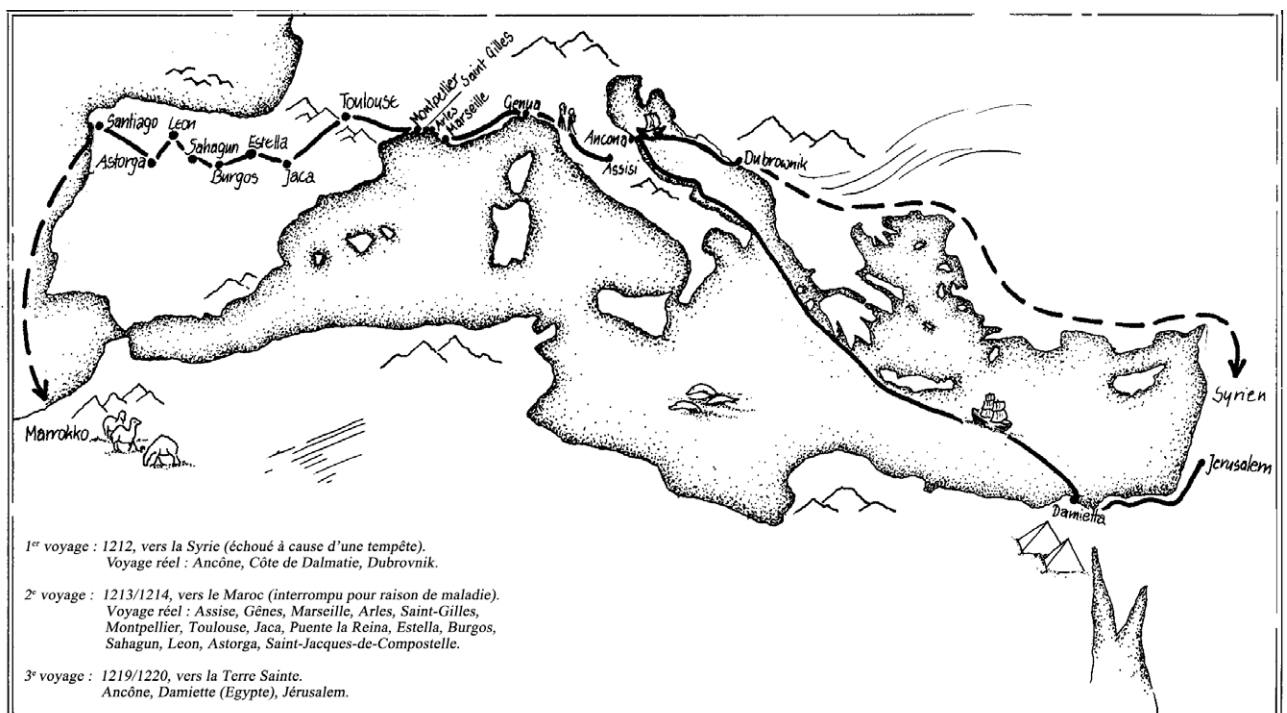 Santiago
Leon
Astorga
Sahagun
Burgos
Estella
Jaca
Toulouse
Montpellier
Saint Gilles
Arles
Marseille
Genua
Ancona
Assisi
Dubrownik
Syrien
Jerusalem
Damietta
Marrokko
1er voyage : 1212, vers la Syrie (échoué à cause d'une tempête).
Voyage réel : Ancône, Côte de Dalmatie, Dubrovnik.
2e voyage : 1213/1214, vers le Maroc (interrompu pour raison de maladie).
Voyage réel : Assise, Gênes, Marseille, Arles, Saint-Gilles,
Montpellier, Toulouse, Jaca, Puente la Reina, Estella, Burgos,
Sahagun, Leon, Astorga, Saint-Jacques-de-Compostelle.
3e voyage : 1219/1220, vers la Terre Sainte.
Ancône, Damiette (Egypte), Jérusalem.